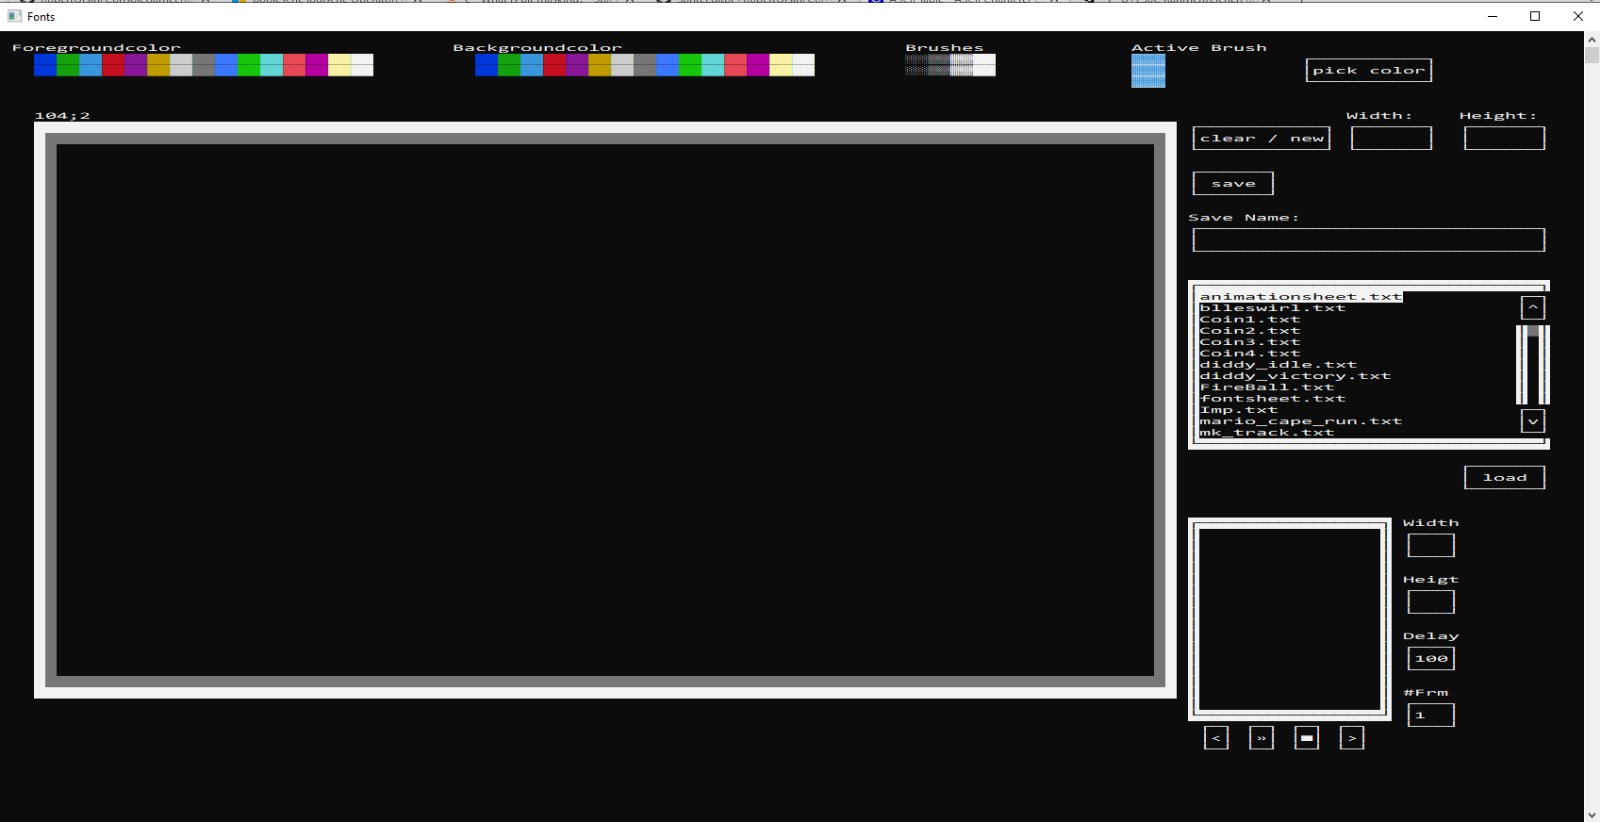 Fonts
Foregroundcolor Backgroundcolor Brushes Active Brush
pick color
104;2 Width: Height:
clear / new
save
Save Name:
animationsheet.txt
^
blleswirl.txt
Coin1.txt
Coin2.txt
Coin3.txt
Coin4.txt
diddy_idle.txt
diddy_victory.txt
FireBall.txt
fontsheet.txt
Imp.txt
mario_cape_run.txt
v
mk_track.txt
load
Width
Heigt
Delay
100
#Frm
1
< » >